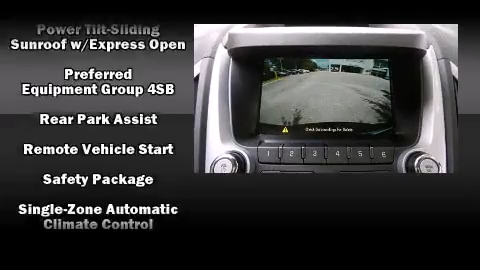 Power Tilt-Sliding
Sunroof w/Express Open
Preferred
Equipment Group 4SB
Rear Park Assist
Remote Vehicle Start
Safety Package
Single-Zone Automatic
Climate Control
Check Surroundings for Safety
1 2 3 4 5 6